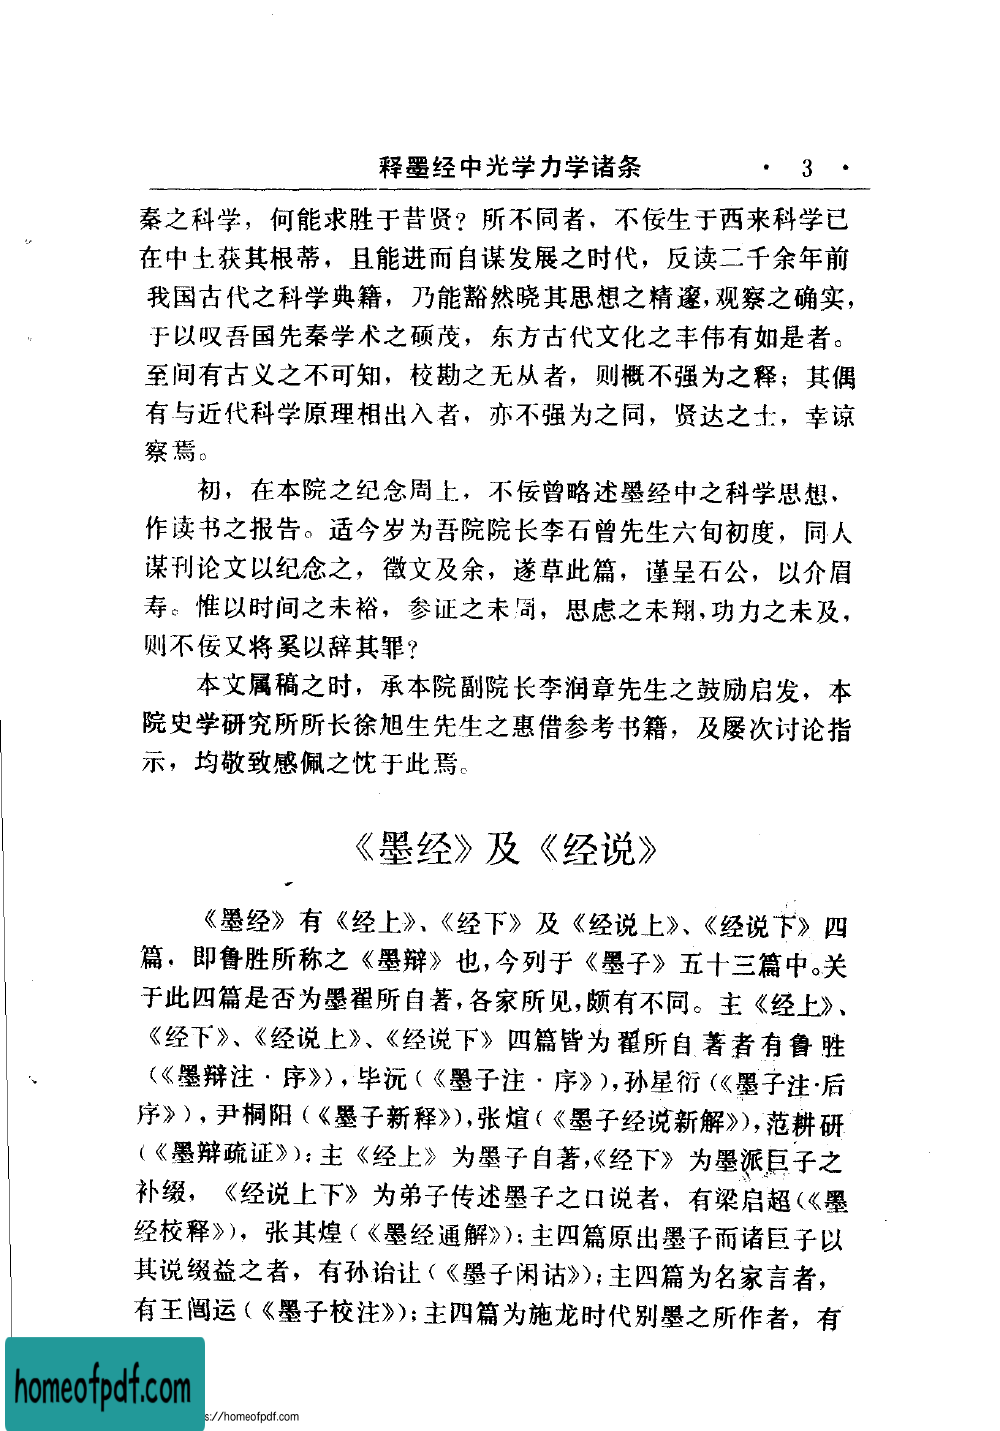 释墨经中光学力学诸条 · 3 ·
秦之科学，何能求胜于昔贤？所不同者，不佞生于西来科学已
在中土获其根蒂，且能进而自谋发展之时代，反读二千余年前
我国古代之科学典籍，乃能豁然晓其思想之精邃，观察之确实，
于以叹吾国先秦学术之硕茂，东方古代文化之丰伟有如是者。
至间有古义之不可知，校勘之无从者，则概不强为之释；其偶
有与近代科学原理相出入者，亦不强为之同，贤达之士，幸谅
察焉。
初，在本院之纪念周上，不佞曾略述墨经中之科学思想，
作读书之报告。适今岁为吾院院长李石曾先生六旬初度，同人
谋刊论文以纪念之，徵文及余，遂草此篇，谨呈石公，以介眉
寿。惟以时间之未裕，参证之未周，思虑之未翔，功力之未及，
则不佞又将奚以辞其罪？
本文属稿之时，承本院副院长李润章先生之鼓励启发，本
院史学研究所所长徐旭生先生之惠借参考书籍，及屡次讨论指
示，均敬致感佩之忱于此焉。
《墨经》及《经说》
《墨经》有《经上》、《经下》及《经说上》、《经说下》四
篇，即鲁胜所称之《墨辩》也，今列于《墨子》五十三篇中。关
于此四篇是否为墨翟所自著，各家所见，颇有不同。主《经上》、
《经下》、《经说上》、《经说下》四篇皆为翟所自著者有鲁胜
（《墨辩注·序》），毕沅（《墨子注·序》），孙星衍（《墨子注·后
序》），尹桐阳（《墨子新释》），张煊（《墨子经说新解》），范耕研
（《墨辩疏证》）；主《经上》为墨子自著，《经下》为墨派巨子之
补缀，《经说上下》为弟子传述墨子之口说者，有梁启超（《墨
经校释》），张其煌（《墨经通解》）；主四篇原出墨子而诸巨子以
其说缀益之者，有孙诒让（《墨子闲诂》）；主四篇为名家言者，
有王闿运（《墨子校注》）；主四篇为施龙时代别墨之所作者，有
homeofpdf.com
s://homeofpdf.com